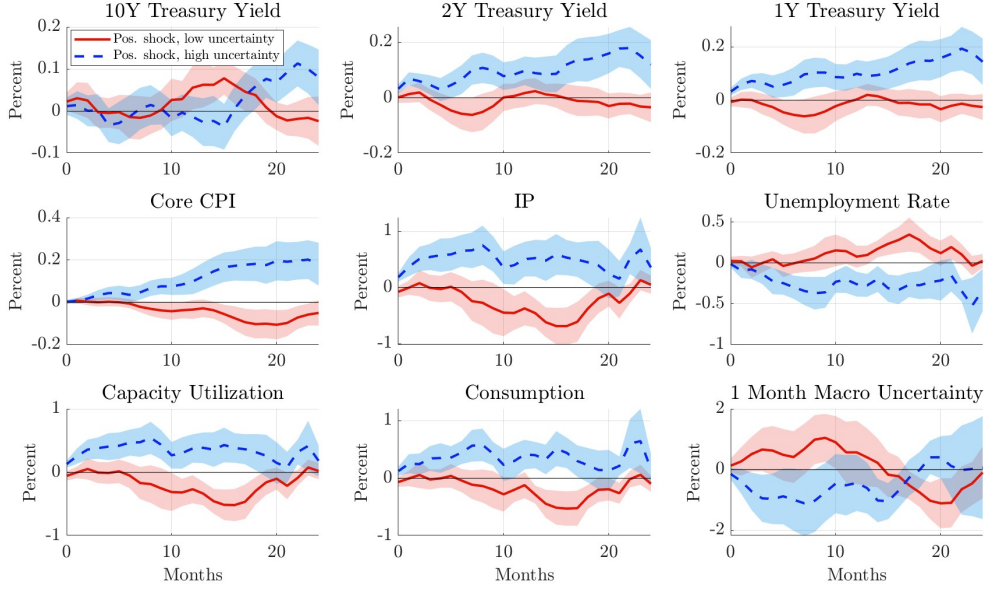 10Y Treasury Yield
2Y Treasury Yield
1Y Treasury Yield
Pos. shock, low uncertainty
Pos. shock, high uncertainty
Percent
0.2
0.1
0
-0.1
0
10
20
Percent
0.2
0
-0.2
0
10
20
Percent
0.2
0
-0.2
0
10
20
Core CPI
IP
Unemployment Rate
Percent
0.4
0.2
0
-0.2
0
10
20
Percent
1
0
-1
0
10
20
Percent
0.5
0
-0.5
-1
0
10
20
Capacity Utilization
Consumption
1 Month Macro Uncertainty
Percent
1
0
-1
0
10
20
Months
Percent
1
0
-1
0
10
20
Months
Percent
2
0
-2
0
10
20
Months